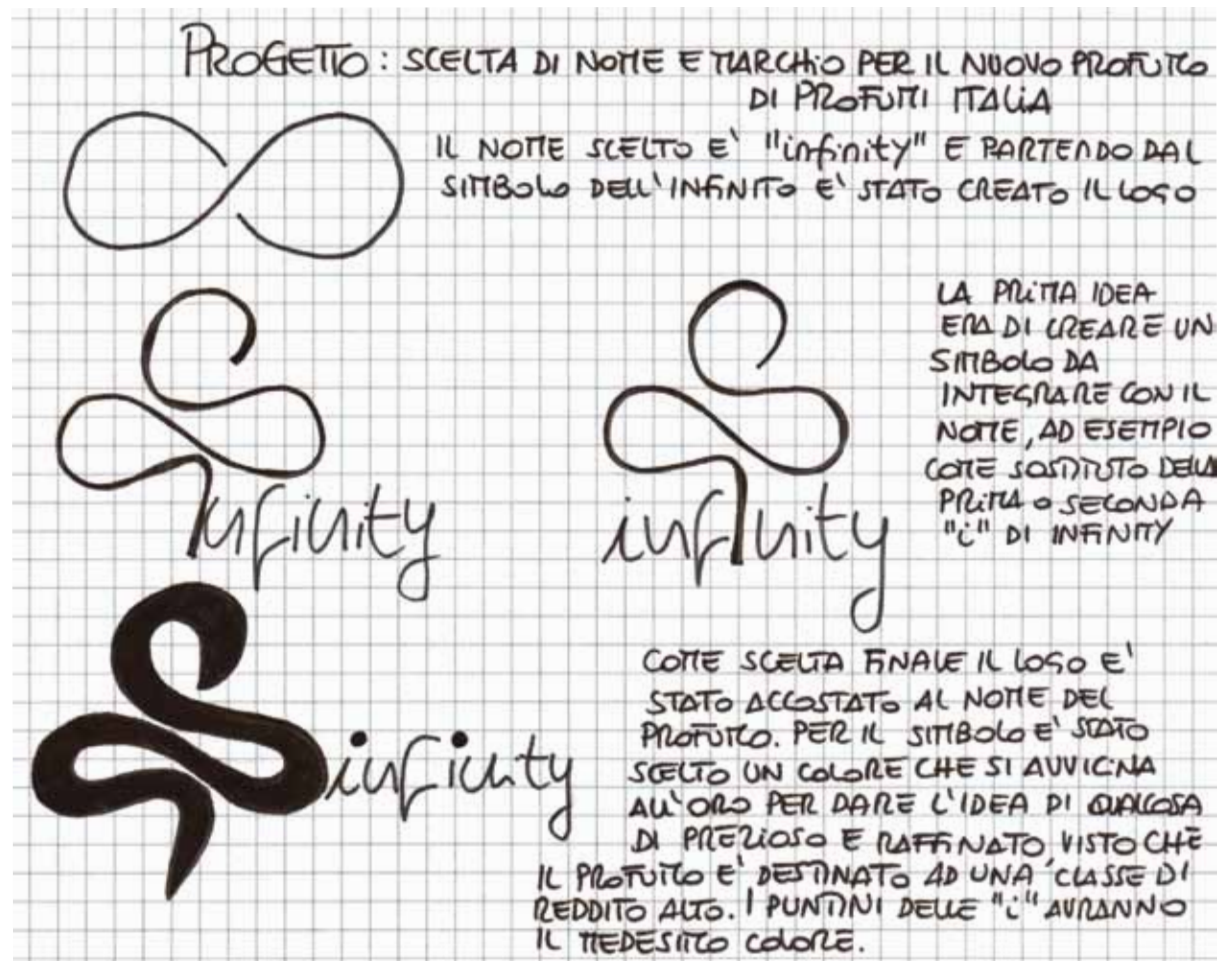 PROGETTO: SCELTA DI NOME E MARCHIO PER IL NUOVO PROFUMO
DI PROFUMI ITALIA
IL NOME SCELTO E' "infinity" E PARTENDO DAL
SIMBOLO DELL'INFINITO E' STATO CREATO IL LOGO
LA PRIMA IDEA
ERA DI CREARE UN
SIMBOLO DA
INTEGRARE CON IL
NOME, AD ESEMPIO
COME SOSTITUTO DELLA
PRIMA O SECONDA
"i" DI INFINITY
infinity
infinity
infinity
COME SCELTA FINALE IL LOGO E'
STATO ACCOSTATO AL NOME DEL
PROFUMO. PER IL SIMBOLO E' STATO
SCELTO UN COLORE CHE SI AVVICINA
ALL'ORO PER DARE L'IDEA DI QUALCOSA
DI PREZIOSO E RAFFINATO VISTO CHE
IL PROFUMO E' DESTINATO AD UNA CLASSE DI
REDDITO ALTO. I PUNTINI DELLE "i" AVRANNO
IL MEDESIMO COLORE.